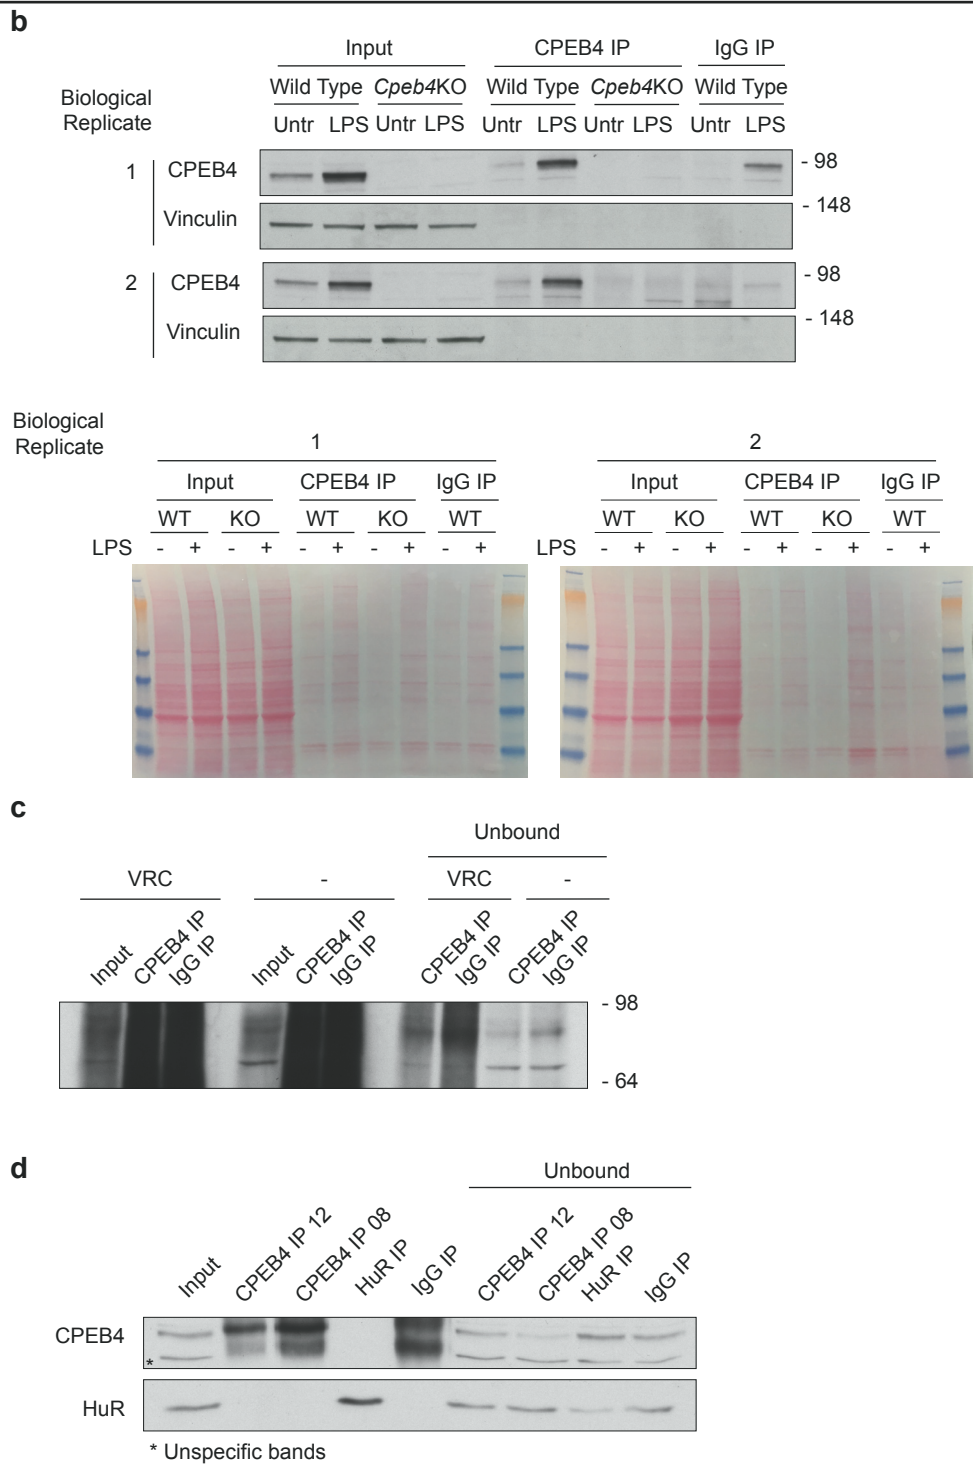 b
Input CPEB4 IP IgG IP
Wild Type Cpeb4KO Wild Type Cpeb4KO Wild Type
Biological
Replicate
Untr LPS Untr LPS Untr LPS Untr LPS Untr LPS
1 CPEB4 - 98
Vinculin - 148
2 CPEB4 - 98
Vinculin - 148
Biological
Replicate
1 2
Input CPEB4 IP IgG IP Input CPEB4 IP IgG IP
WT KO WT KO WT WT KO WT KO WT
LPS - + - + - + - + - + LPS - + - + - + - + - +
c
Unbound
VRC - VRC -
Input CPEB4 IP IgG IP Input CPEB4 IP IgG IP CPEB4 IP IgG IP CPEB4 IP IgG IP
- 98
- 64
d
Unbound
Input CPEB4 IP 12 CPEB4 IP 08 HuR IP IgG IP CPEB4 IP 12 CPEB4 IP 08 HuR IP IgG IP
CPEB4
*
HuR
* Unspecific bands